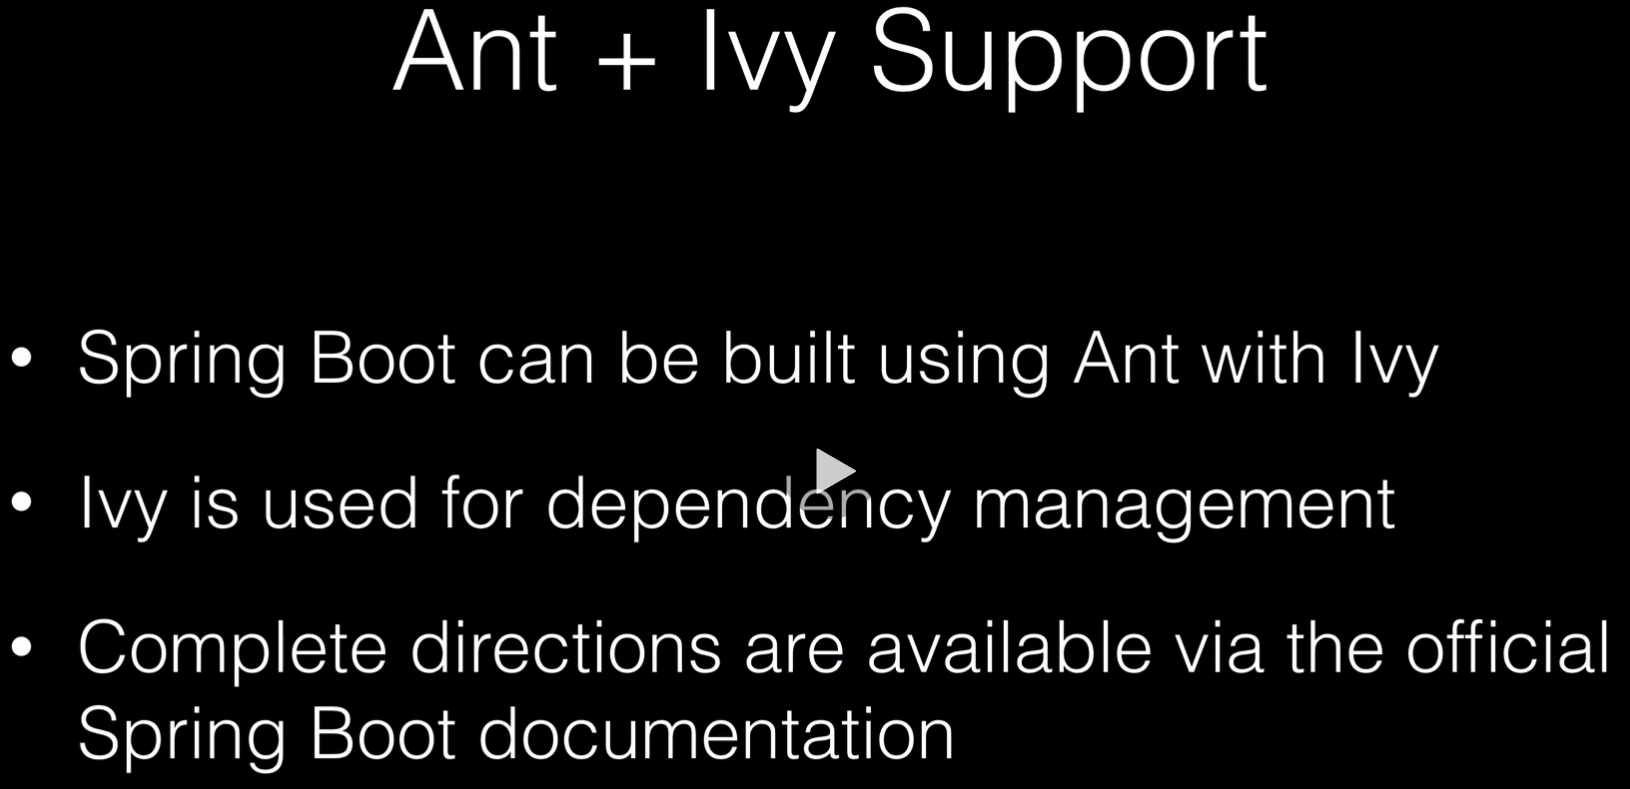 Ant + Ivy Support
• Spring Boot can be built using Ant with Ivy
• Ivy is used for dependency management
• Complete directions are available via the official
Spring Boot documentation